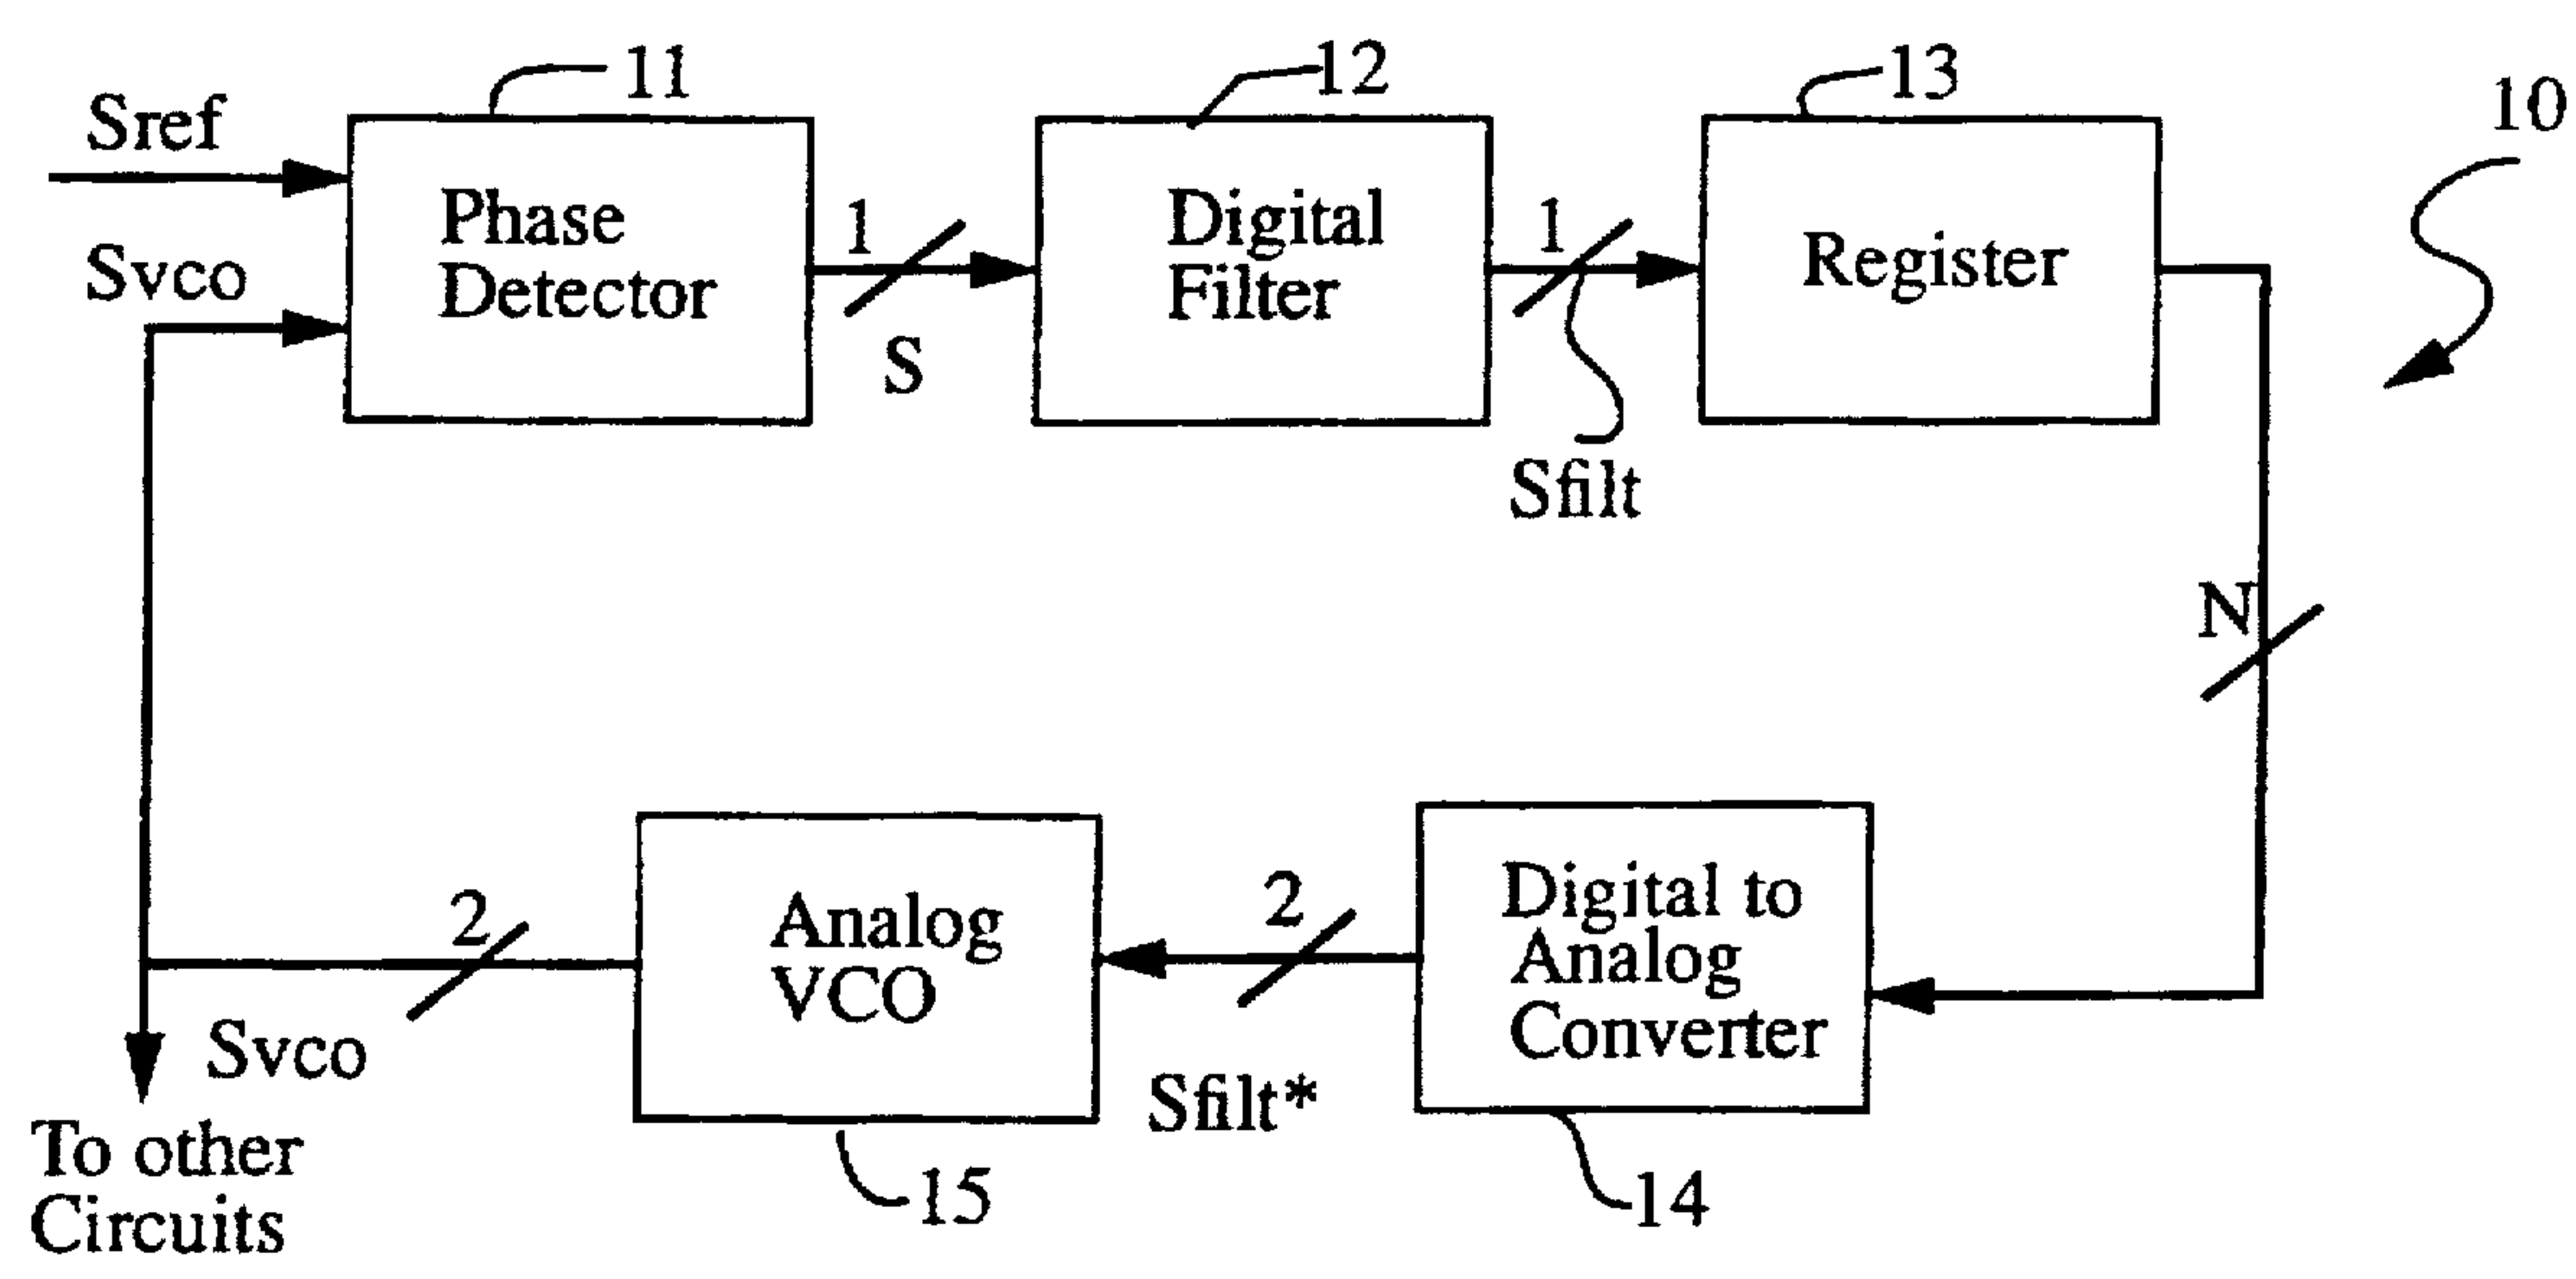 11
12
13
10
Sref
Svco
Phase
Detector
1
S
Digital
Filter
1
Sfilt
Register
N
Digital to
Analog
Converter
14
2
Sfilt*
Analog
VCO
15
2
Svco
To other
Circuits